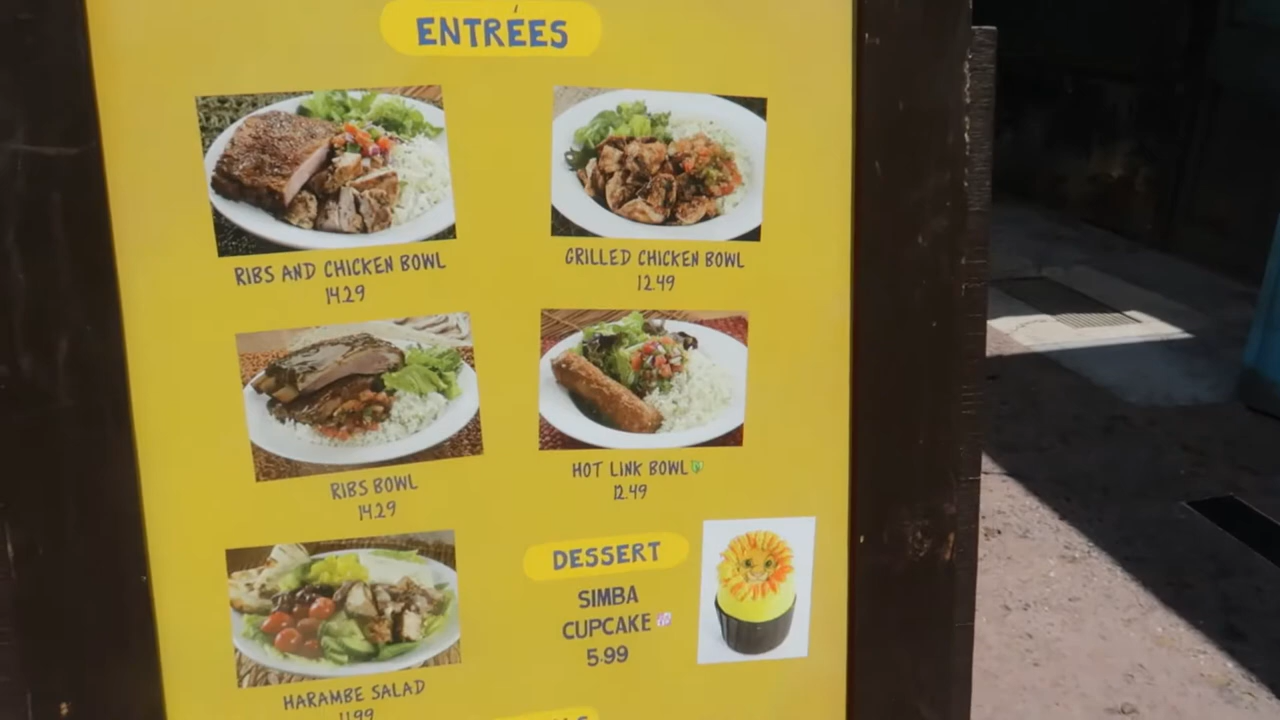 ENTRÉES
RIBS AND CHICKEN BOWL
14.29
GRILLED CHICKEN BOWL
12.49
RIBS BOWL
14.29
HOT LINK BOWL
12.49
HARAMBE SALAD
11.99
DESSERT
SIMBA
CUPCAKE
5.99